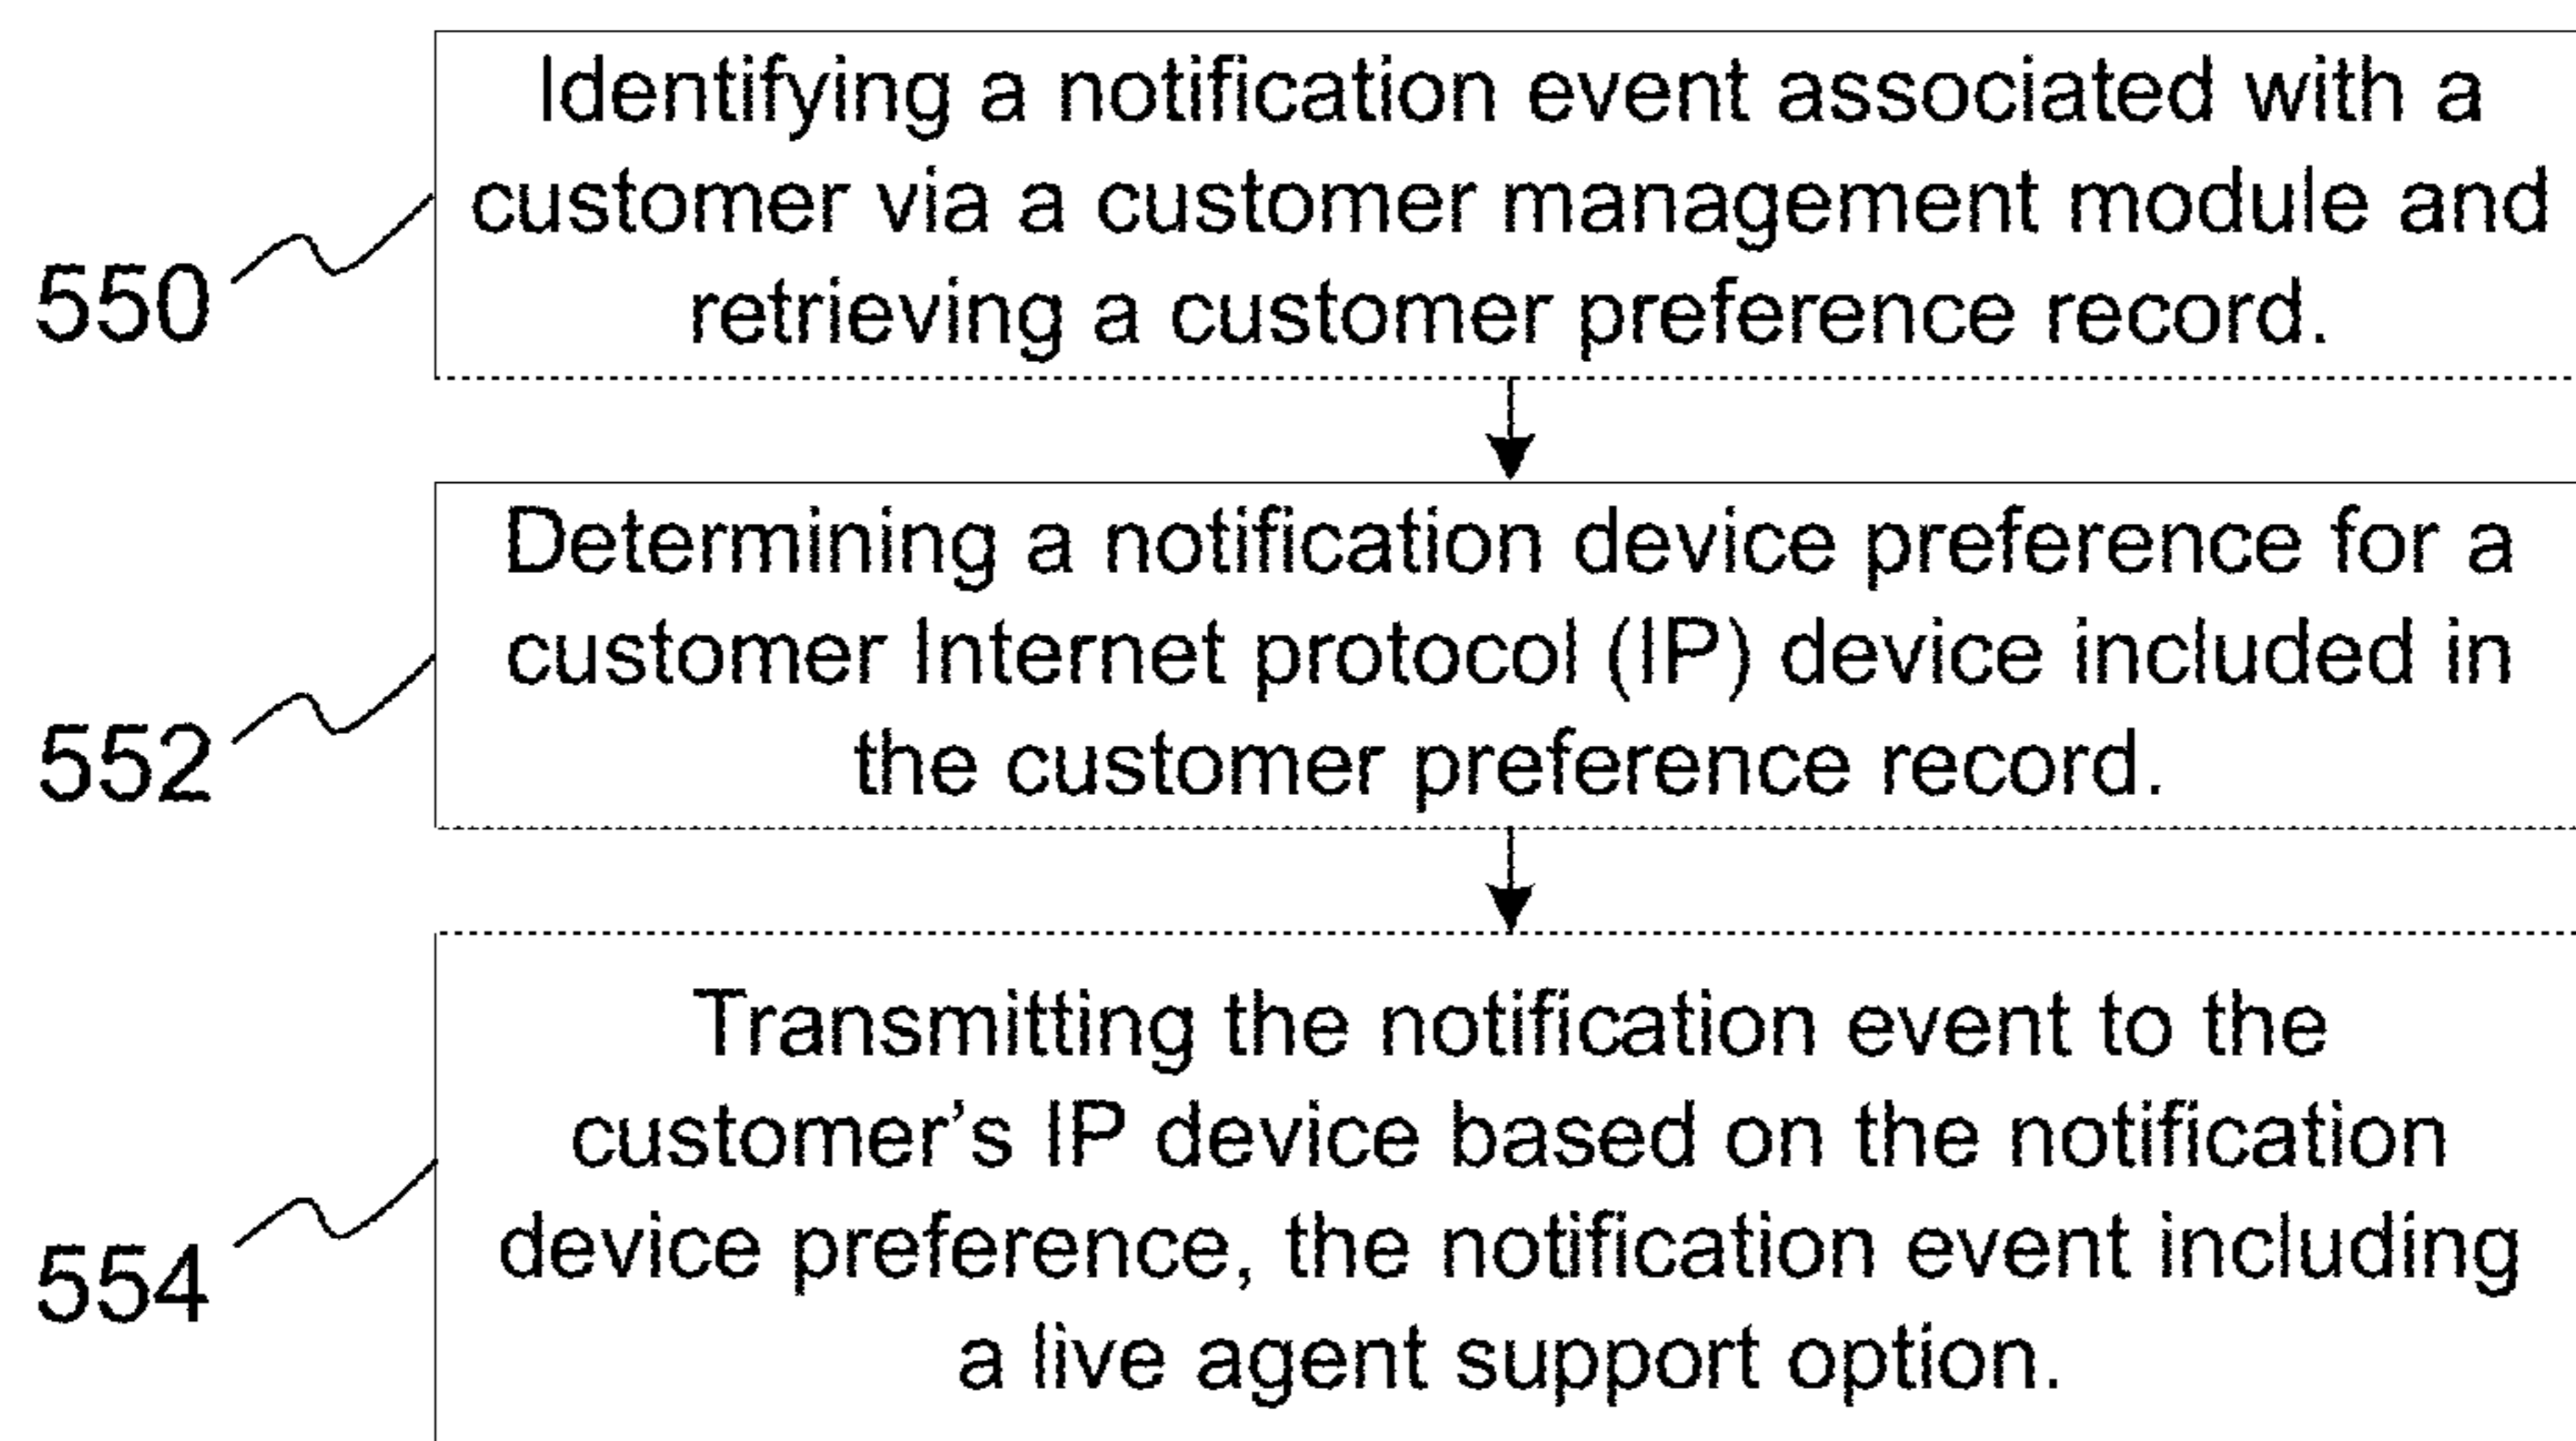 Identifying a notification event associated with a
customer via a customer management module and
retrieving a customer preference record.
550
Determining a notification device preference for a
customer Internet protocol (IP) device included in
the customer preference record.
552
Transmitting the notification event to the
customer’s IP device based on the notification
device preference, the notification event including
a live agent support option.
554